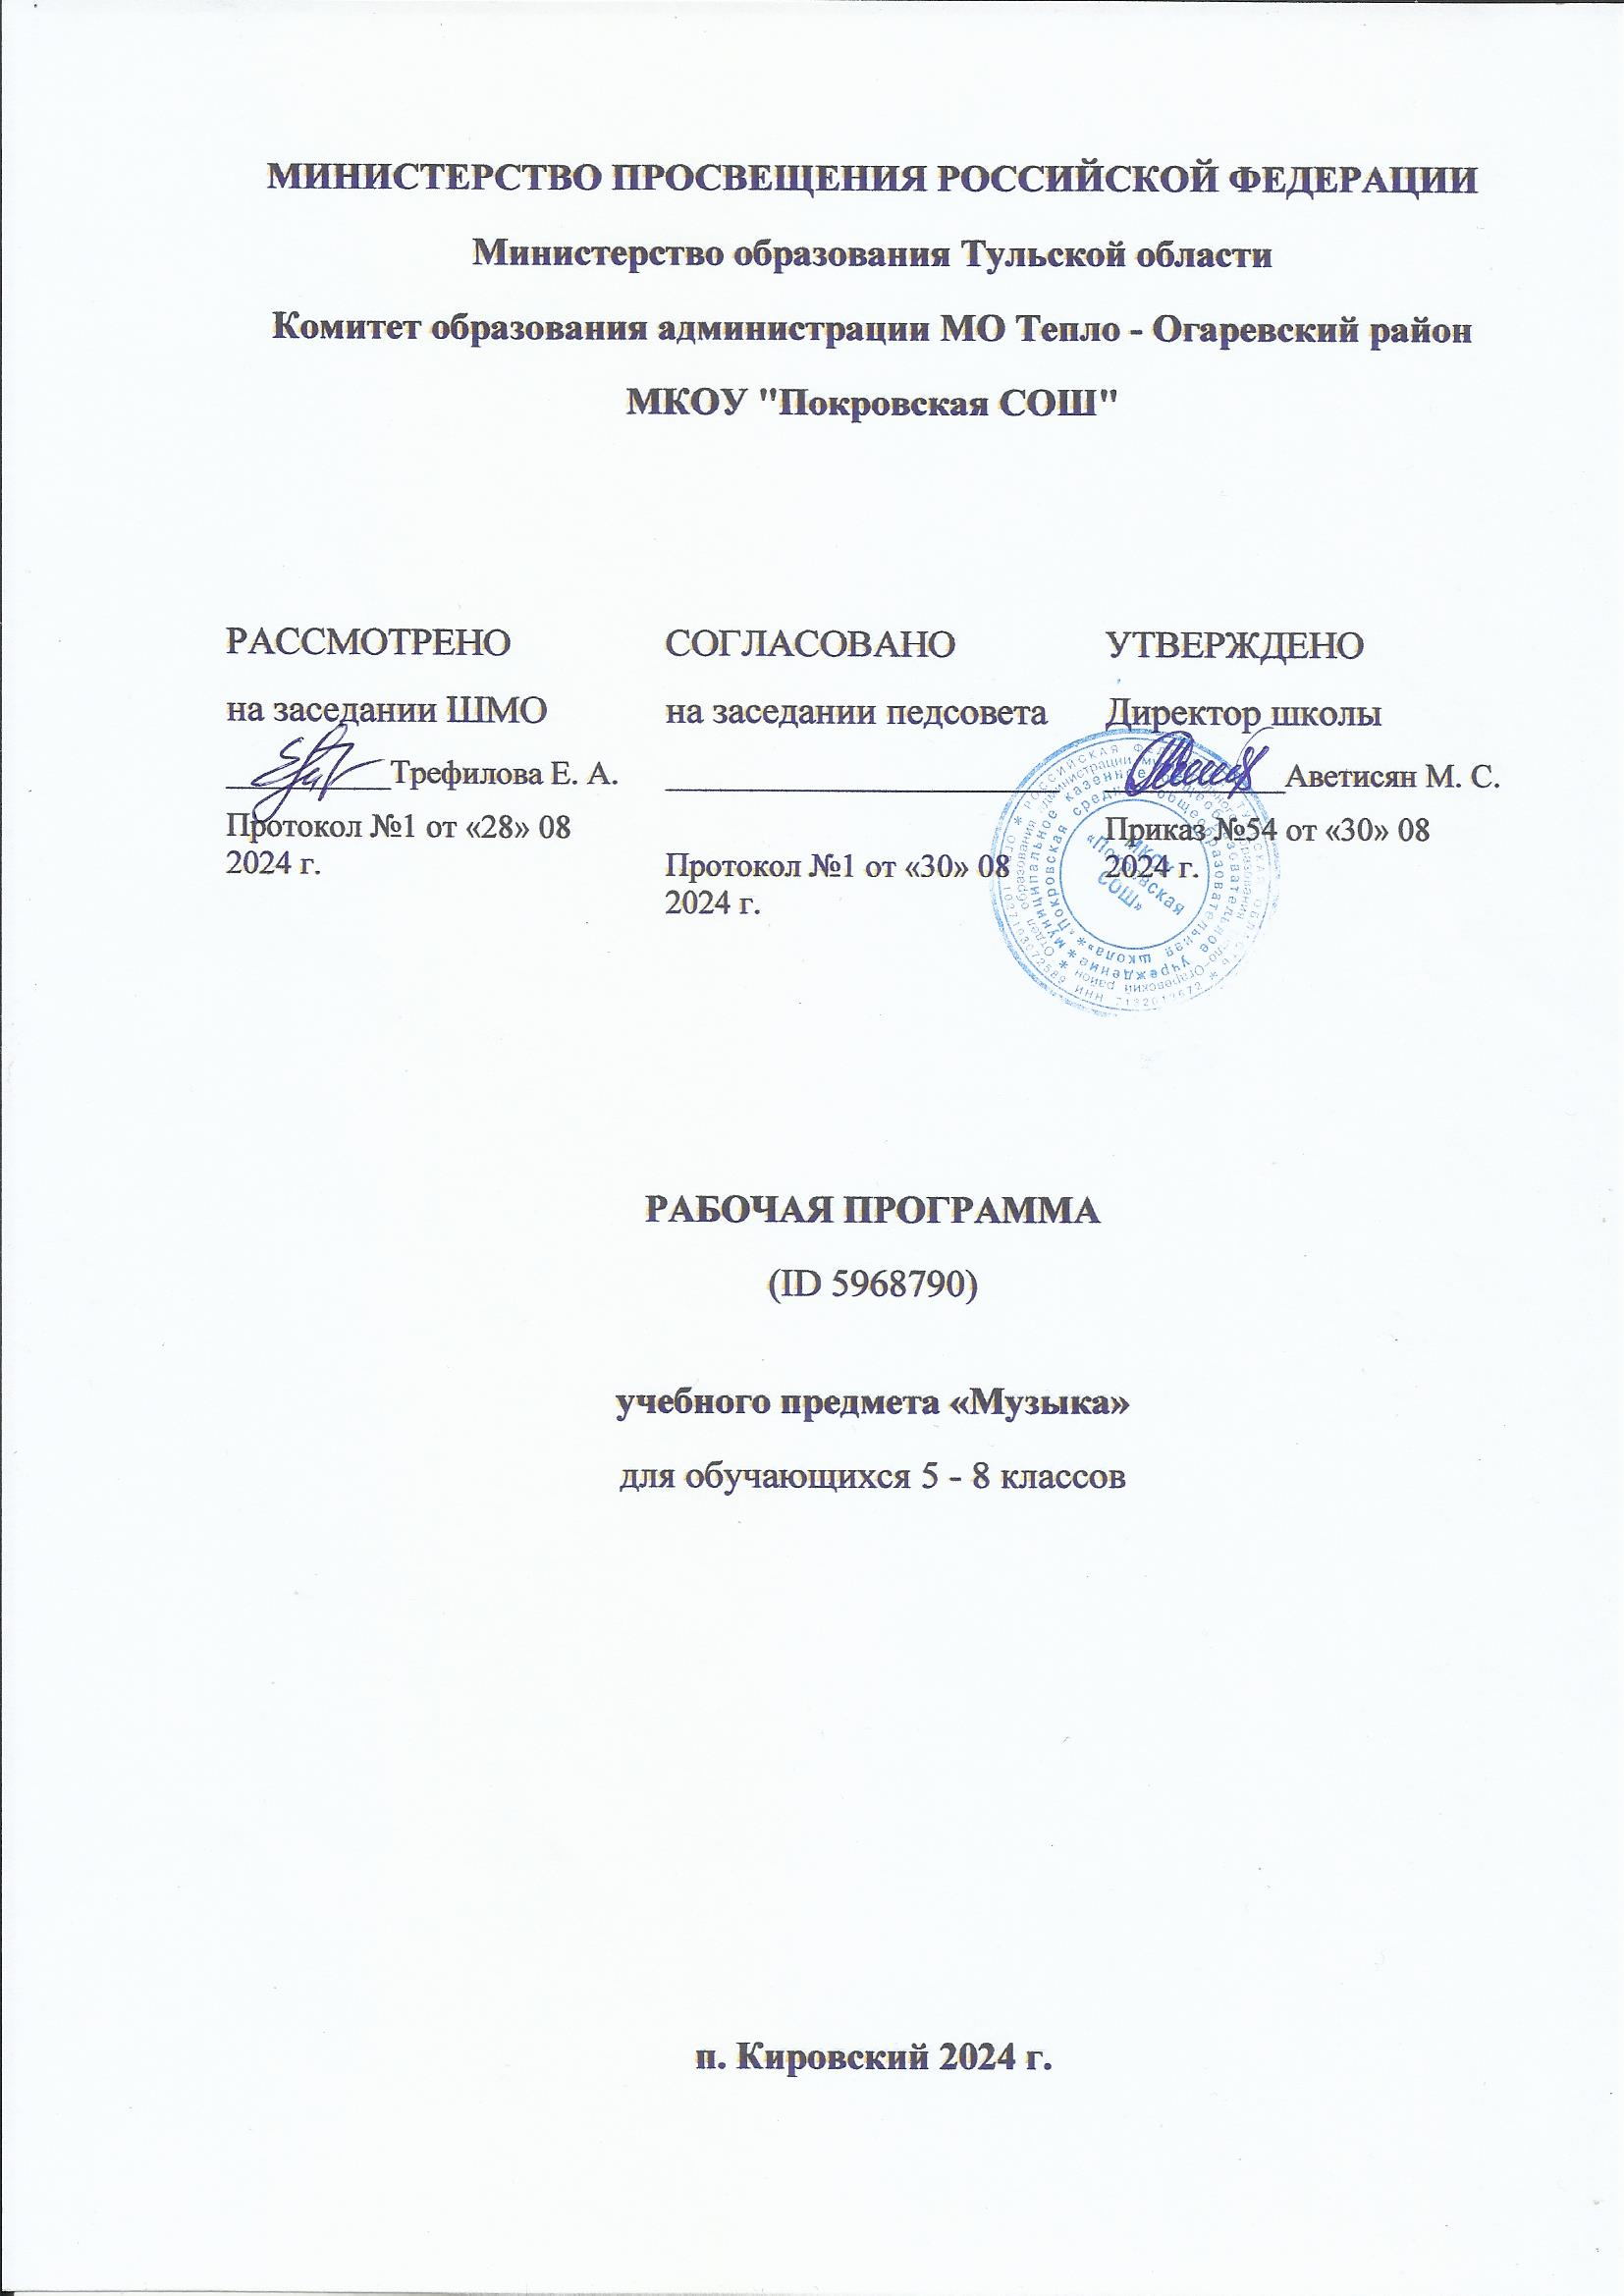 МИНИСТЕРСТВО ПРОСВЕЩЕНИЯ РОССИЙСКОЙ ФЕДЕРАЦИИ
Министерство образования Тульской области
Комитет образования администрации МО Тепло - Огаревский район
МКОУ "Покровская СОШ"
РАССМОТРЕНО
на заседании ШМО
Трефилова Е. А.
Протокол №1 от «28» 08
2024 г.
СОГЛАСОВАНО
на заседании педсовета
Протокол №1 от «30» 08
2024 г.
УТВЕРЖДЕНО
Директор школы
Аветисян М. С.
Приказ №54 от «30» 08
2024 г.
МКОУ
«Покровская
СОШ»
РАБОЧАЯ ПРОГРАММА
(ID 5968790)
учебного предмета «Музыка»
для обучающихся 5 - 8 классов
п. Кировский 2024 г.